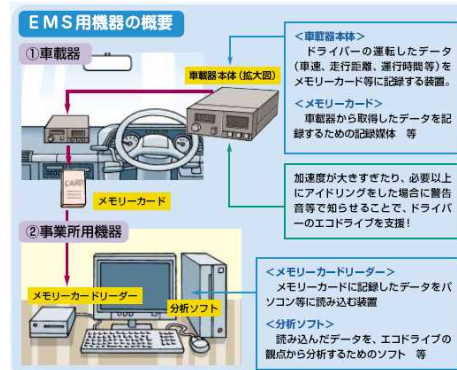 EMS用機器の概要
①車載器
車載器本体(拡大図)
CARD
メモリーカード
②事業所用機器
メモリーカードリーダー
分析ソフト
<車載器本体>
ドライバーの運転したデータ
(車速、走行距離、運行時間等)を
メモリーカード等に記録する装置。
<メモリーカード>
車載器から取得したデータを記
録するための記録媒体 等
加速度が大きすぎたり、必要以上
にアイドリングをした場合に警告
音等で知らせることで、ドライバ
ーのエコドライブを支援!
<メモリーカードリーダー>
メモリーカードに記録したデータをパ
ソコン等に読み込む装置
<分析ソフト>
読み込んだデータを、エコドライブの
観点から分析するためのソフト 等